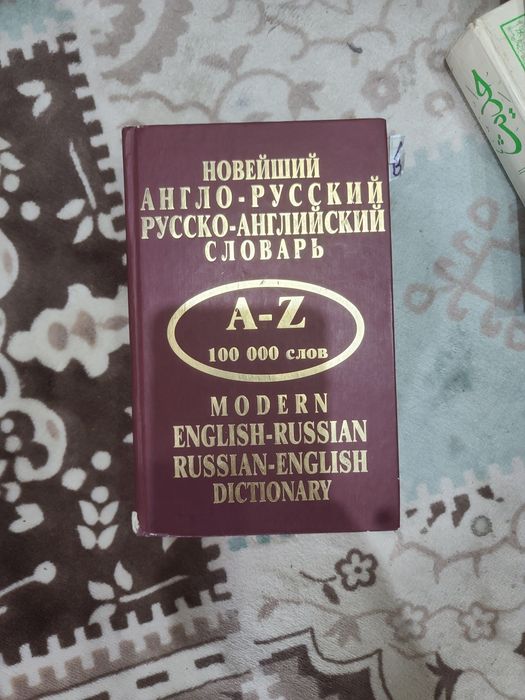 НОВЕЙШИЙ
АНГЛО-РУССКИЙ
РУССКО-АНГЛИЙСКИЙ
СЛОВАРЬ
A-Z
100 000 слов
MODERN
ENGLISH-RUSSIAN
RUSSIAN-ENGLISH
DICTIONARY